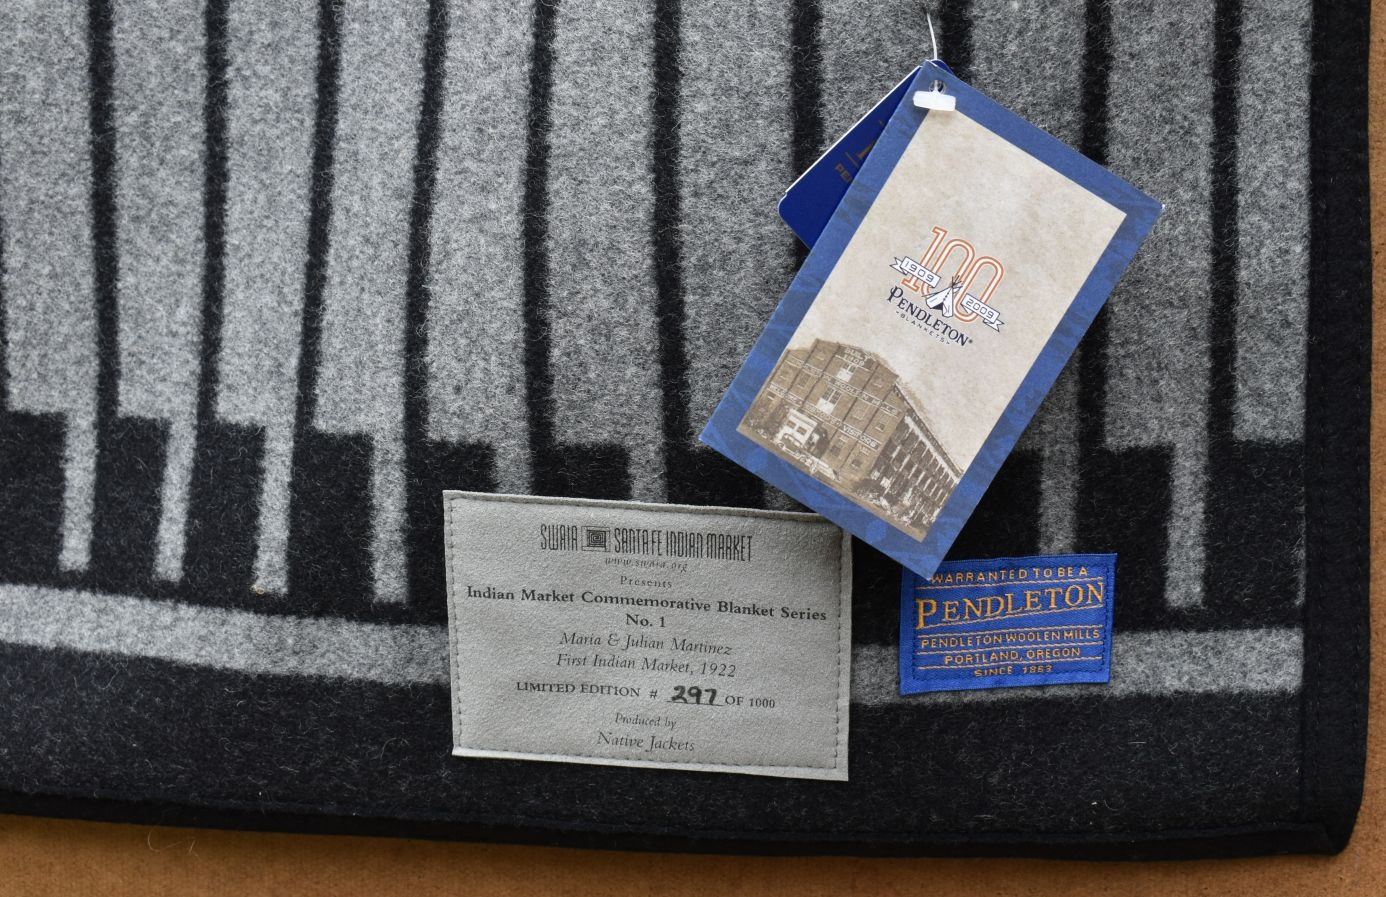 100
1909
2009
PENDLETON®
-BLANKETS-
SWAIA SANTA FE INDIAN MARKET
www.swaia.org
Presents
Indian Market Commemorative Blanket Series
No. 1
Maria & Julian Martinez
First Indian Market, 1922
LIMITED EDITION # 297 OF 1000
Produced by
Native Jackets
WARRANTED TO BE A
PENDLETON
PENDLETON WOOLEN MILLS
PORTLAND, OREGON
SINCE 1863